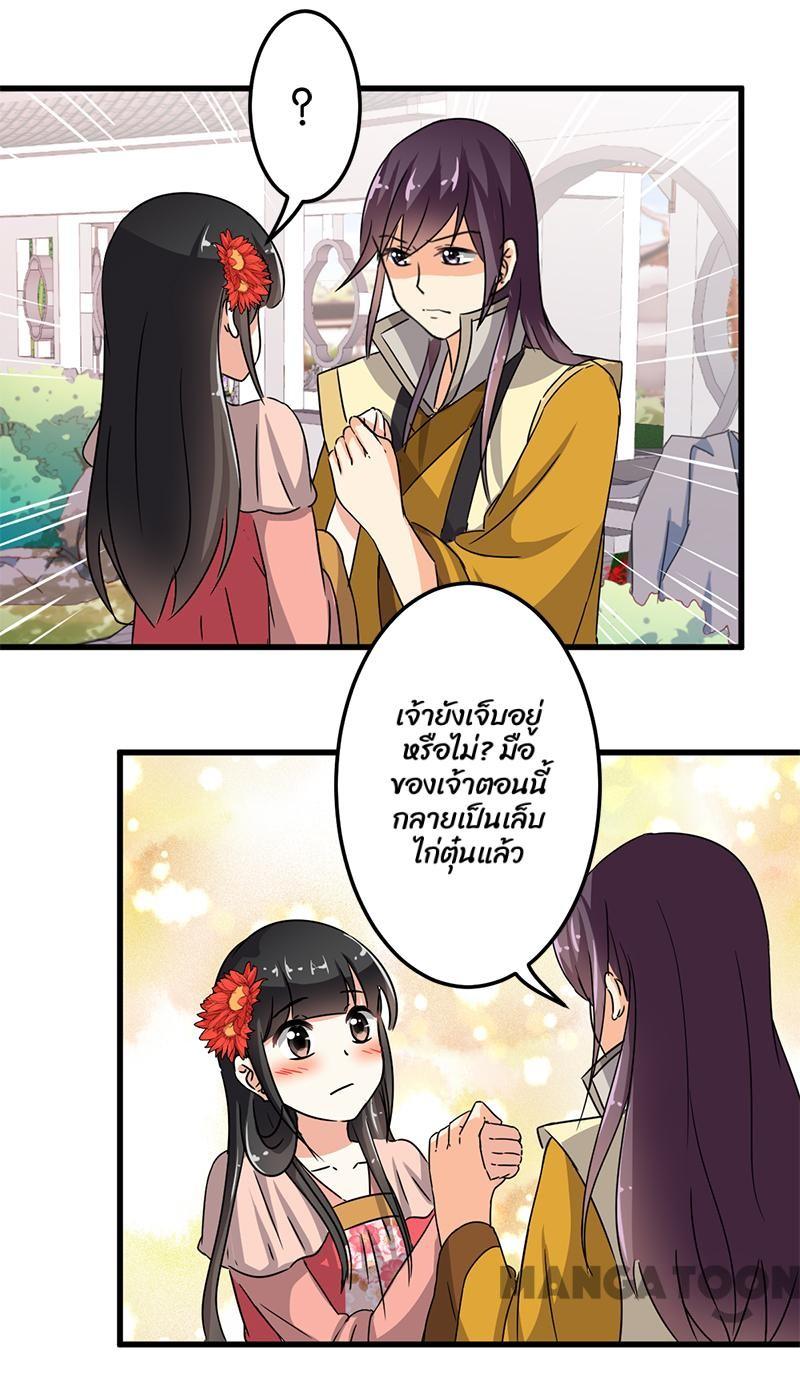 ?
เจ้ายังเจ็บอยู่
หรือไม่? มือ
ของเจ้าตอนนี้
กลายเป็นเล็บ
ไก่ตุ๋นแล้ว
MANGATOON